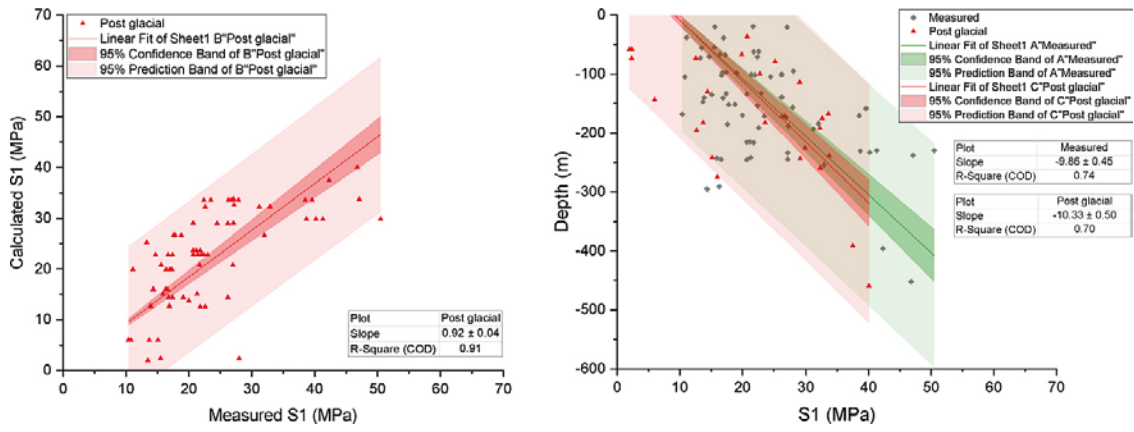 Post glacial
Linear Fit of Sheet1 B"Post glacial"
95% Confidence Band of B"Post glacial"
95% Prediction Band of B"Post glacial"
70
60
50
40
30
20
10
0
Calculated S1 (MPa)
Plot Post glacial
Slope 0.92 ± 0.04
R-Square (COD) 0.91
0 10 20 30 40 50 60 70
Measured S1 (MPa)
Measured
Post glacial
Linear Fit of Sheet1 A"Measured"
95% Confidence Band of A"Measured"
95% Prediction Band of A"Measured"
Linear Fit of Sheet1 C"Post glacial"
95% Confidence Band of C"Post glacial"
95% Prediction Band of C"Post glacial"
0
-100
-200
-300
-400
-500
-600
Depth (m)
Plot Measured
Slope -9.86 ± 0.45
R-Square (COD) 0.74
Plot Post glacial
Slope -10.33 ± 0.50
R-Square (COD) 0.70
0 10 20 30 40 50 60 70
S1 (MPa)